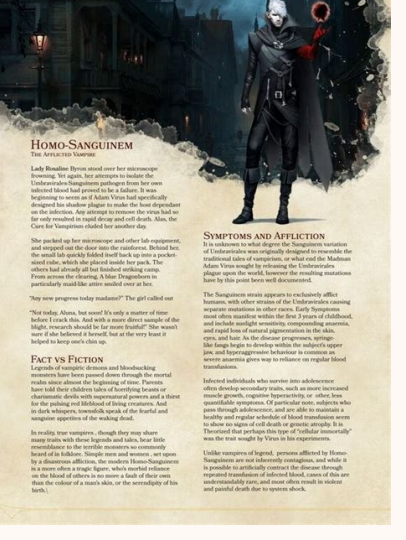 Homo-Sanguinem
The Afflicted Vampire
Lady Rosaline Byron stood over her microscope
frowning. Yet again, her attempts to isolate the
Umbravirales:Sanguinem pathogen from her own
infected blood had proved to be a failure. It was
beginning to seem as if Adam Virus had specifically
designed his shadow plague to make the host dependant
on the infection. Any attempt to remove the virus had so
far only resulted in rapid decay and cell death. Alas, the
Cure for Vampirism eluded her another day.
She packed up her microscope and other lab equipment,
and stepped out the door into the rainforest. Behind her,
the small lab quickly folded itself back up into a pocket-
sized cube, which she placed inside her pack. The
others had already all but finished striking camp.
From across the clearing, A blue Dragonborn in
particularly maid-like attire smiled over at her.
"Any new progress today madame?" The girl called out
"Not today, Aluna, but soon! It's only a matter of time
before I crack this. And with a more direct sample of the
blight, research should be far more fruitful!" She wasn't
sure if she believed it herself, but at the very least it
helped to keep one's chin up.
Fact vs Fiction
Legends of vampiric demons and bloodsucking
monsters have been passed down through the mortal
realm since almost the beginning of time. Parents
have told their children tales of horrifying beasts or
charismatic devils with supernatural powers and a thirst
for the pulsing red lifeblood of living creatures. And
in dark whispers, townsfolk speak of the fearful and
sanguine appetites of the waking dead.
In reality, true vampires , though they may share
many traits with these legends and tales, bear little
resemblance to the terrible monsters so commonly
heard of in folklore. Simple men and women , set upon
by a disastrous affliction, the modern Homo-Sanguinem
is a more often a tragic figure, who's morbid reliance
on the blood of others is no more a fault of their own
than the colour of a man's skin, or the serendipity of his
birth.\
Symptoms and Affliction
It is unknown to what degree the Sanguinem variation
of Umbravirales was originally designed to resemble the
traditional tales of vampirism, or what end the Madman
Adam Virus sought by releasing the Umbravirales
plague upon the world, however the resulting mutations
have by this point been well documented.
The Sanguinem strain appears to exclusively afflict
humans, with other strains of the Umbravirales causing
separate mutations in other races. Early Symptoms
most often manifest within the first 3 years of childhood,
and include sunlight sensitivity, compounding anaemia,
and rapid loss of natural pigmentation in the skin,
eyes, and hair. As the disease progresses, syringe-
like fangs begin to develop within the subject's upper
jaw, and hyperaggressive behaviour is common as
severe anaemia gives way to reliance on regular blood
transfusions.
Infected individuals who survive into adolescence
often develop secondary traits, such as more increased
muscle growth, cognitive hyperactivity, or other, less
quantifiable symptoms. Of particular note, subjects who
pass through adolescence, and are able to maintain a
healthy and regular schedule of blood transfusion seem
to show no signs of cell death or genetic atrophy. It is
Theorized that perhaps this type of "cellular immortally"
was the trait sought by Virus in his experiments.
Unlike vampires of legend, persons afflicted by Homo-
Sanguinem are not inherently contagious, and while it
is possible to artificially contract the disease through
repeated transfusion of infected blood, cases of this are
understandably rare, and most often result in violent
and painful death due to system shock.